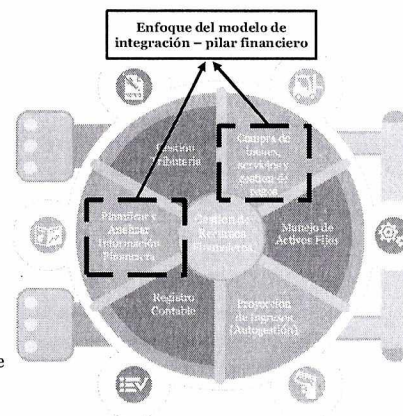 Enfoque del modelo de
integración – pilar financiero
Gestión
Tributaria
Compra de
bienes,
servicios y
gestión de
pagos
Planificar y
Analizar
Información
Financiera
Gestión de
Recursos
Financieros
Manejo de
Activos Fijos
Registro
Contable
Proyección
de Ingresos
(Autogestión)